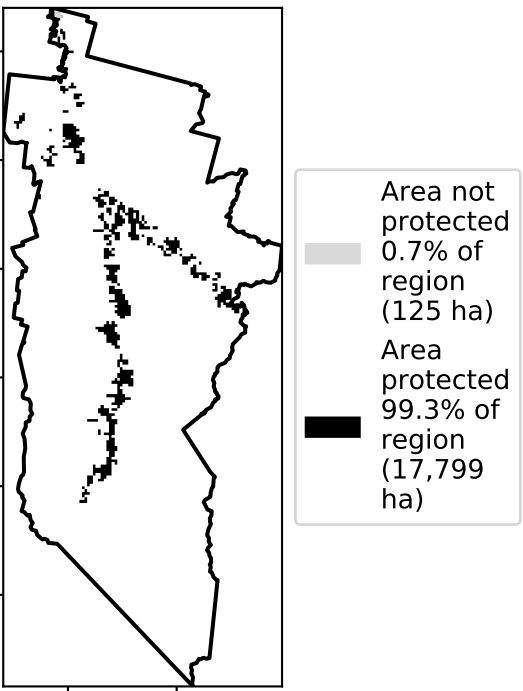 Area not
protected
0.7% of
region
(125 ha)
Area
protected
99.3% of
region
(17,799
ha)